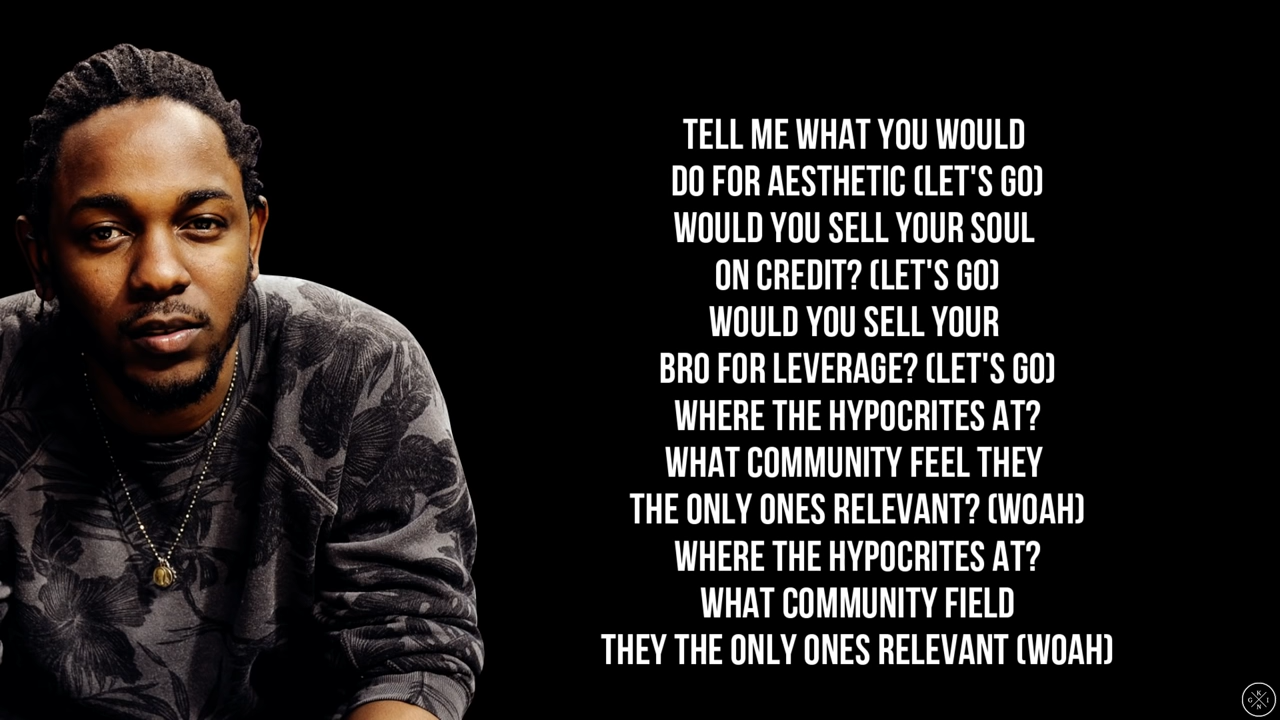 TELL ME WHAT YOU WOULD
DO FOR AESTHETIC (LET'S GO)
WOULD YOU SELL YOUR SOUL
ON CREDIT? (LET'S GO)
WOULD YOU SELL YOUR
BRO FOR LEVERAGE? (LET'S GO)
WHERE THE HYPOCRITES AT?
WHAT COMMUNITY FEEL THEY
THE ONLY ONES RELEVANT? (WOAH)
WHERE THE HYPOCRITES AT?
WHAT COMMUNITY FIELD
THEY THE ONLY ONES RELEVANT (WOAH)
K
G I
N